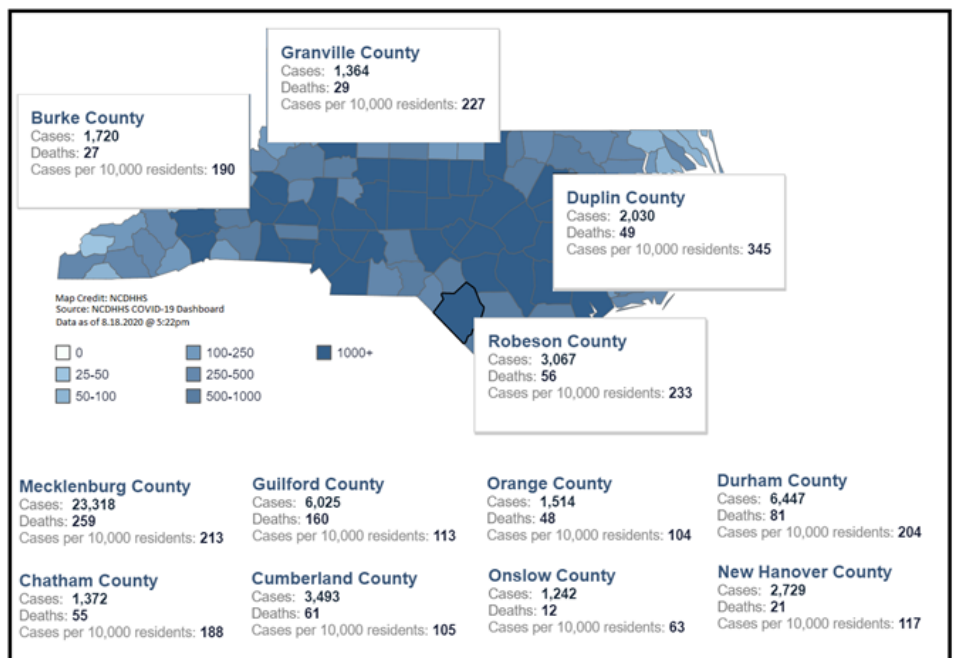 Granville County
Cases: 1,364
Deaths: 29
Cases per 10,000 residents: 227
Burke County
Cases: 1,720
Deaths: 27
Cases per 10,000 residents: 190
Duplin County
Cases: 2,030
Deaths: 49
Cases per 10,000 residents: 345
Map Credit: NCDHHS
Source: NCDHHS COVID-19 Dashboard
Data as of 8.18.2020 @ 5:22pm
0
25-50
50-100
100-250
250-500
500-1000
1000+
Robeson County
Cases: 3,067
Deaths: 56
Cases per 10,000 residents: 233
Mecklenburg County
Cases: 23,318
Deaths: 259
Cases per 10,000 residents: 213
Guilford County
Cases: 6,025
Deaths: 160
Cases per 10,000 residents: 113
Orange County
Cases: 1,514
Deaths: 48
Cases per 10,000 residents: 104
Durham County
Cases: 6,447
Deaths: 81
Cases per 10,000 residents: 204
Chatham County
Cases: 1,372
Deaths: 55
Cases per 10,000 residents: 188
Cumberland County
Cases: 3,493
Deaths: 61
Cases per 10,000 residents: 105
Onslow County
Cases: 1,242
Deaths: 12
Cases per 10,000 residents: 63
New Hanover County
Cases: 2,729
Deaths: 21
Cases per 10,000 residents: 117